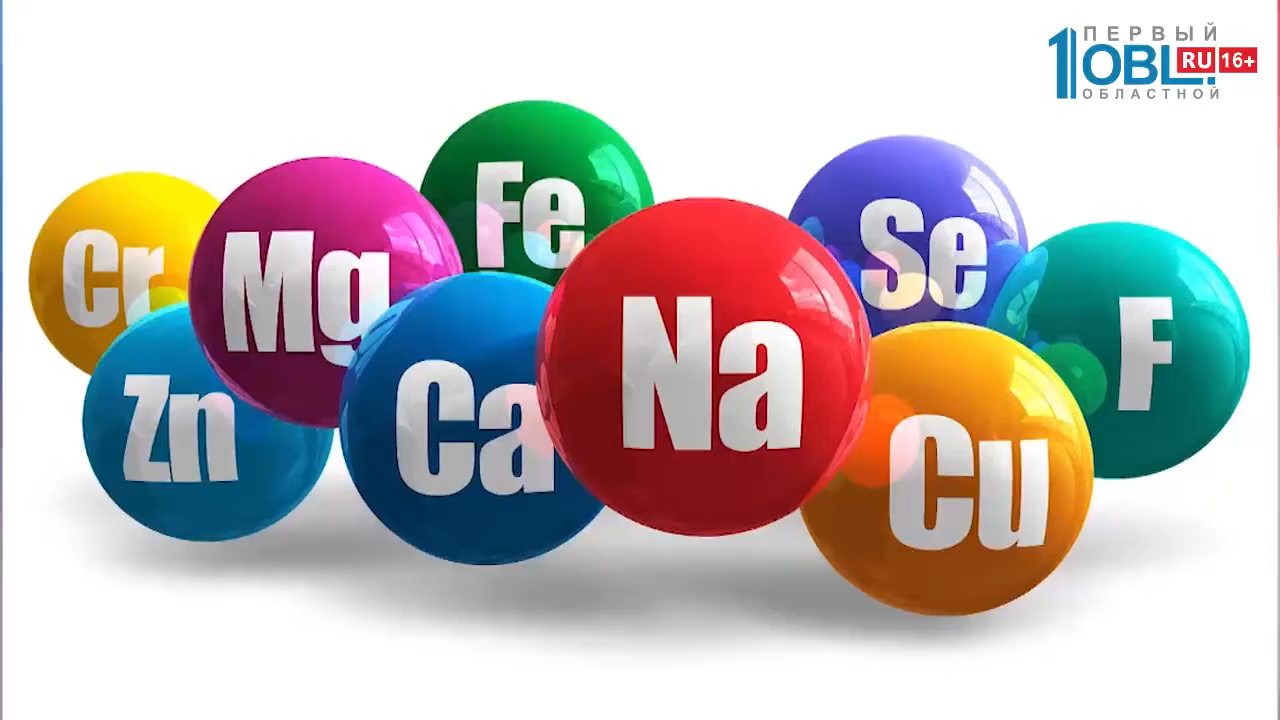 ПЕРВЫЙ
1OBL.
RU 16+
ОБЛАСТНОЙ
Fe
Se
Cr
Mg
F
Na
Zn
Ca
Cu